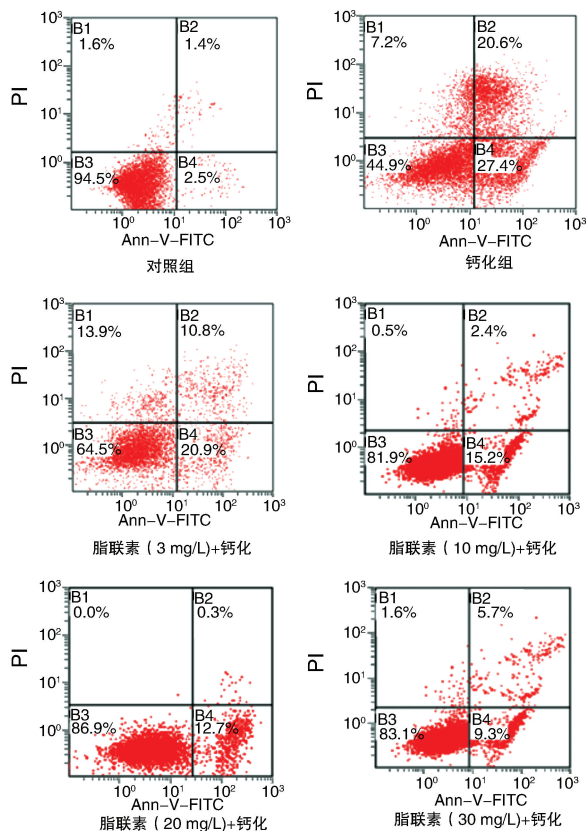 10³
B1
1.6%
B2
1.4%
10²
PI
10¹
10⁰
B3
94.5%
B4
2.5%
10⁰ 10¹ 10² 10³
Ann-V-FITC
对照组
10³
B1
7.2%
B2
20.6%
10²
PI
10¹
10⁰
B3
44.9%
B4
27.4%
10⁰ 10¹ 10² 10³
Ann-V-FITC
钙化组
10³
B1
13.9%
B2
10.8%
10²
PI
10¹
10⁰
B3
64.5%
B4
20.9%
10⁰ 10¹ 10² 10³
Ann-V-FITC
脂联素（3 mg/L)+钙化
10³
B1
0.5%
B2
2.4%
10²
PI
10¹
10⁰
B3
81.9%
B4
15.2%
10⁰ 10¹ 10² 10³
Ann-V-FITC
脂联素（10 mg/L)+钙化
10³
B1
0.0%
B2
0.3%
10²
PI
10¹
10⁰
B3
86.9%
B4
12.7%
10⁰ 10¹ 10² 10³
Ann-V-FITC
脂联素（20 mg/L)+钙化
10³
B1
1.6%
B2
5.7%
10²
PI
10¹
10⁰
B3
83.1%
B4
9.3%
10⁰ 10¹ 10² 10³
Ann-V-FITC
脂联素（30 mg/L)+钙化